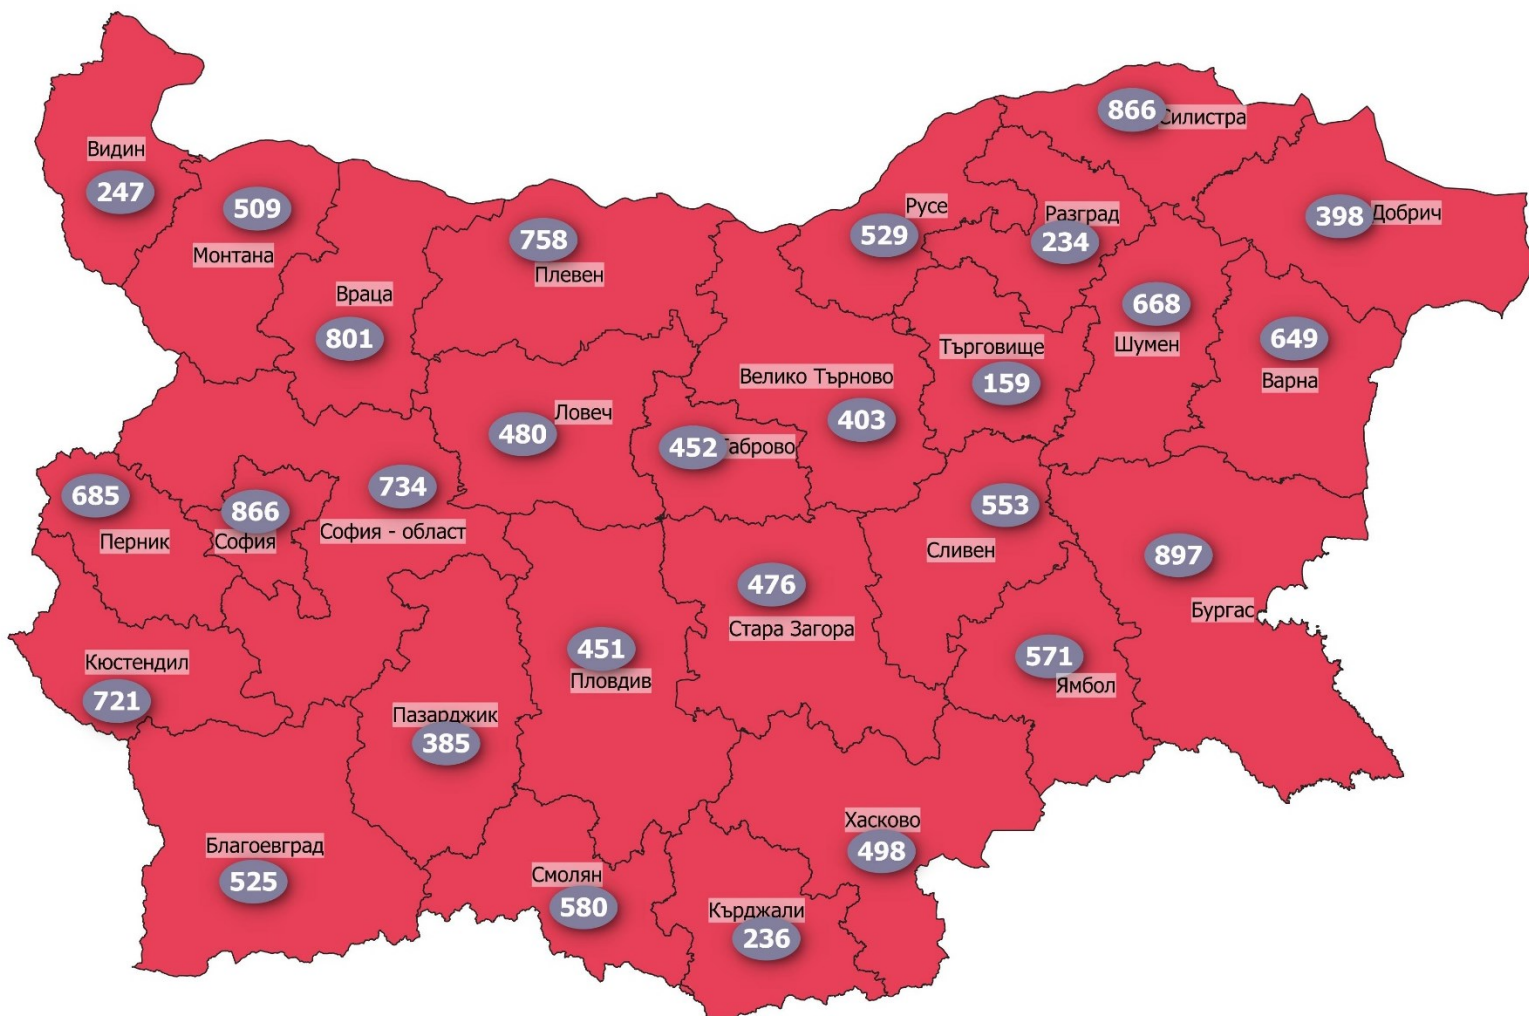 866
Силистра
Видин
247
509
Монтана
Русе
529
Разград
234
398
Добрич
758
Плевен
Враца
801
668
Шумен
649
Варна
Търговище
159
Велико Търново
403
Ловеч
480
452
Габрово
685
Перник
866
София
734
София - област
553
Сливен
897
Бургас
476
Стара Загора
451
Пловдив
571
Ямбол
Кюстендил
721
Пазарджик
385
Благоевград
525
Смолян
580
Хасково
498
Кърджали
236